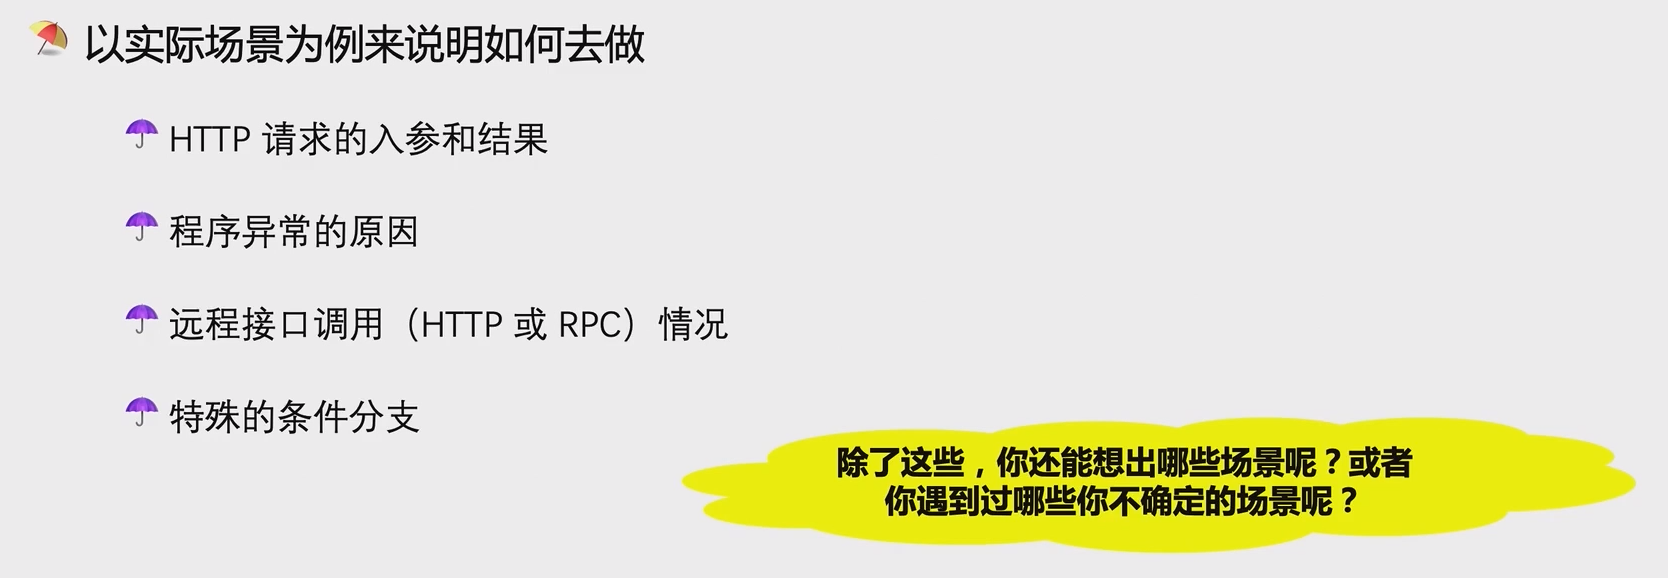 以实际场景为例来说明如何去做
HTTP 请求的入参和结果
程序异常的原因
远程接口调用（HTTP 或 RPC）情况
特殊的条件分支
除了这些，你还能想出哪些场景呢？或者
你遇到过哪些你不确定的场景呢？